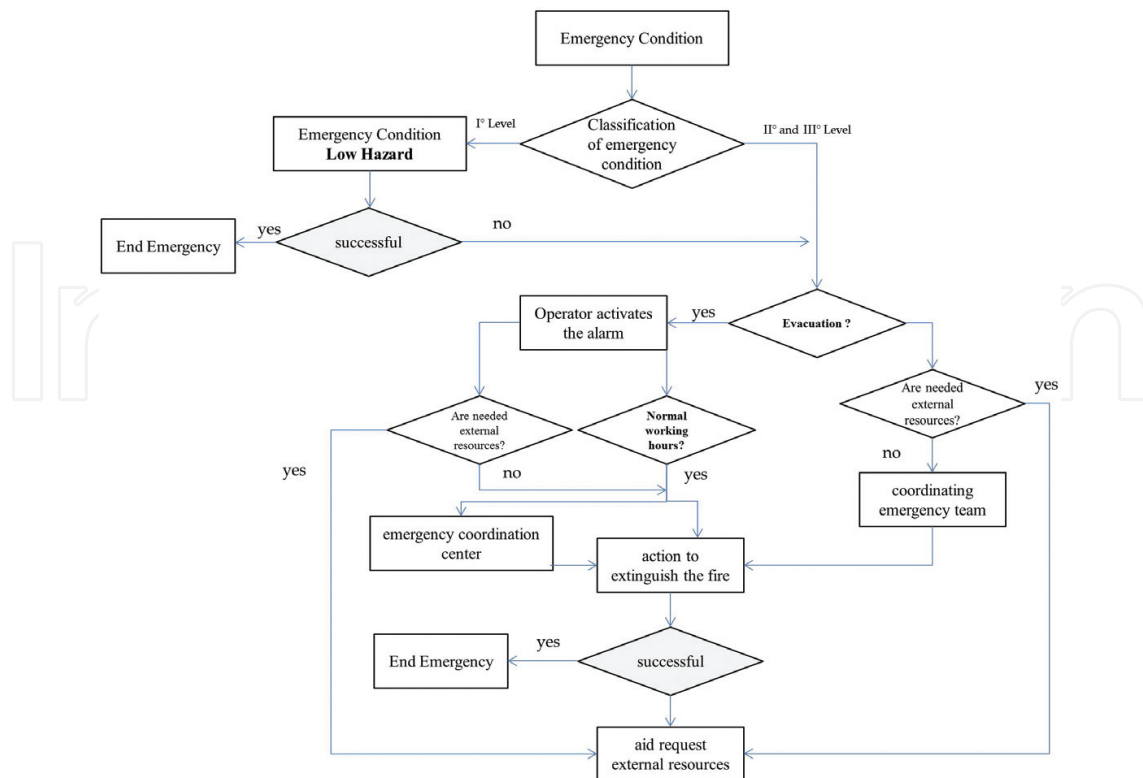 Emergency Condition
Classification
of emergency
condition
I° Level
II° and III° Level
Emergency Condition
Low Hazard
successful
yes
no
End Emergency
Evacuation ?
yes
Operator activates
the alarm
Are needed
external
resources?
yes
no
Normal
working
hours?
yes
Are needed
external
resources?
yes
no
coordinating
emergency team
emergency coordination
center
action to
extinguish the fire
successful
yes
End Emergency
aid request
external resources